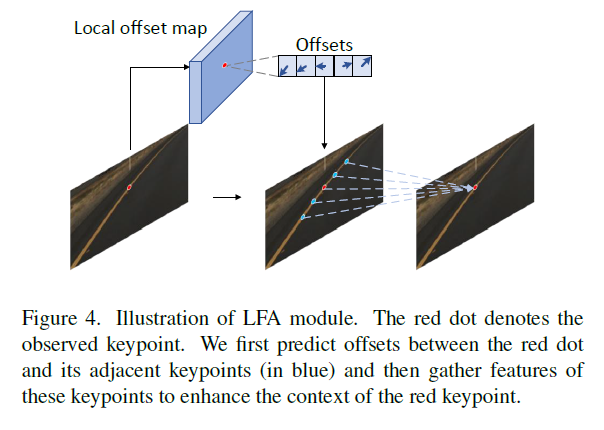 Local offset map
Offsets
Figure 4. Illustration of LFA module. The red dot denotes the
observed keypoint. We first predict offsets between the red dot
and its adjacent keypoints (in blue) and then gather features of
these keypoints to enhance the context of the red keypoint.